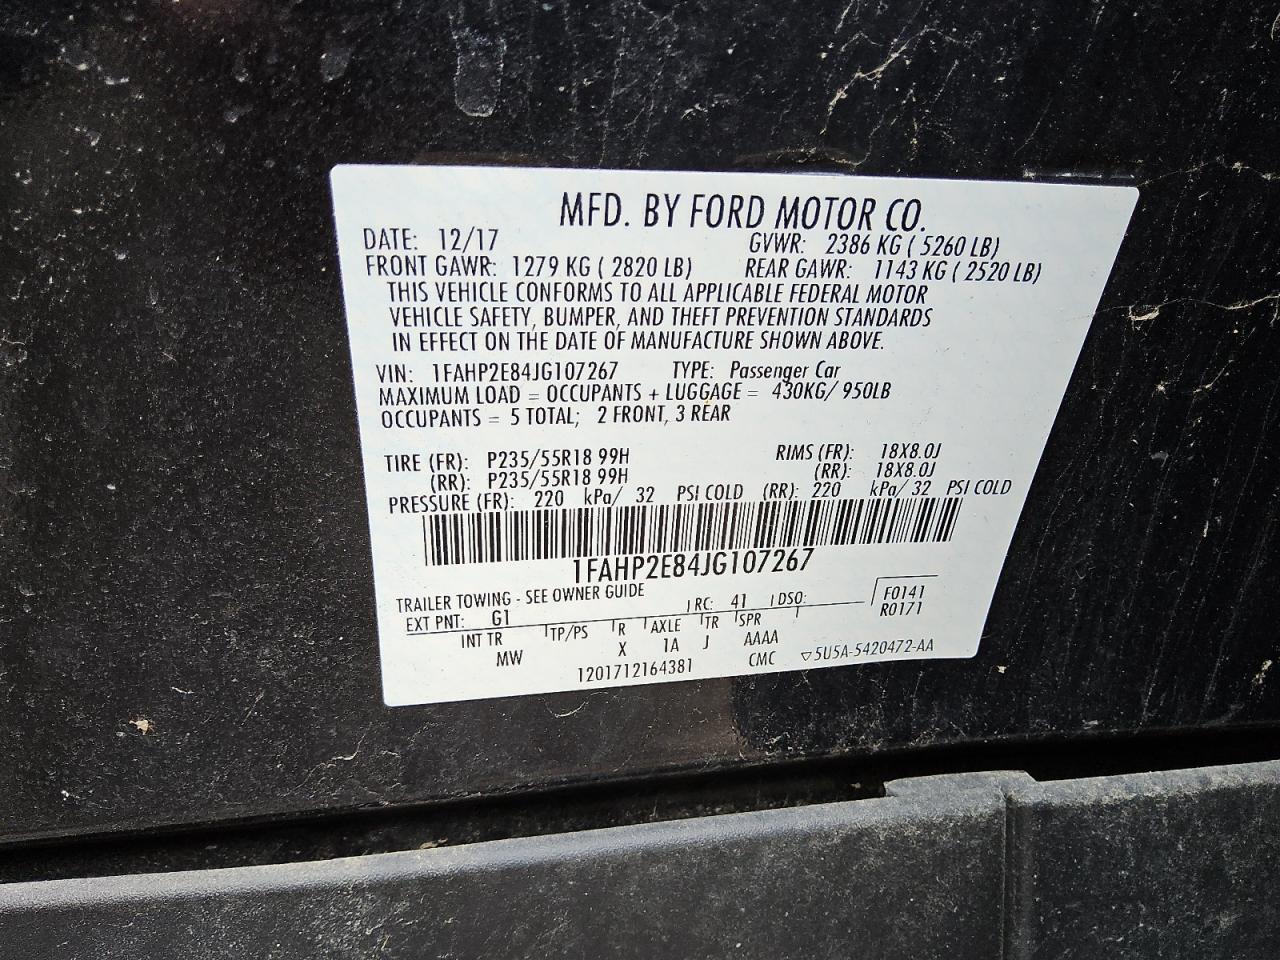 MFD. BY FORD MOTOR CO.
DATE: 12/17 GVWR: 2386 KG ( 5260 LB)
FRONT GAWR: 1279 KG ( 2820 LB) REAR GAWR: 1143 KG ( 2520 LB)
THIS VEHICLE CONFORMS TO ALL APPLICABLE FEDERAL MOTOR
VEHICLE SAFETY, BUMPER, AND THEFT PREVENTION STANDARDS
IN EFFECT ON THE DATE OF MANUFACTURE SHOWN ABOVE.
VIN: 1FAHP2E84JG107267 TYPE: Passenger Car
MAXIMUM LOAD = OCCUPANTS + LUGGAGE = 430KG/ 950LB
OCCUPANTS = 5 TOTAL; 2 FRONT, 3 REAR
TIRE (FR): P235/55R18 99H RIMS (FR): 18X8.0J
(RR): P235/55R18 99H (RR): 18X8.0J
PRESSURE (FR): 220 kPa/ 32 PSI COLD (RR): 220 kPa/ 32 PSI COLD
1FAHP2E84JG107267
TRAILER TOWING - SEE OWNER GUIDE
EXT PNT: G1 RC: 41 DSO: F0141
R0171
INT TR TP/PS R AXLE TR SPR
MW X 1A J AAAA
1201712164381 CMC ▽5U5A-5420472-AA